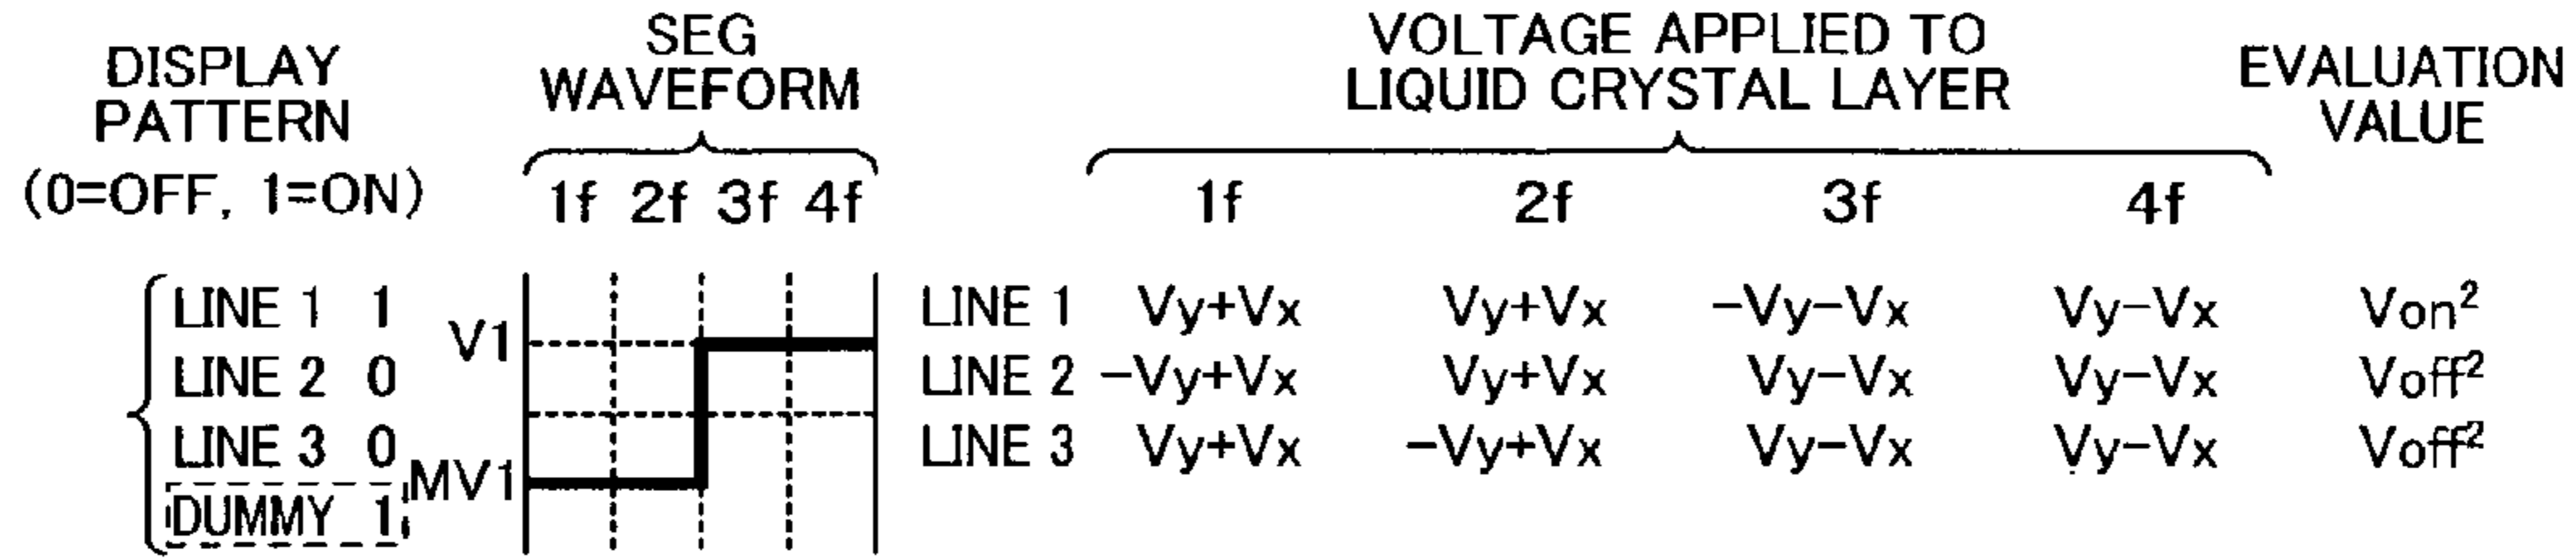 DISPLAY PATTERN (0=OFF, 1=ON)
SEG WAVEFORM
1f 2f 3f 4f
VOLTAGE APPLIED TO LIQUID CRYSTAL LAYER
1f 2f 3f 4f
EVALUATION VALUE
LINE 1 1
LINE 2 0
LINE 3 0
DUMMY 1
V1
MV1
LINE 1 Vy+Vx Vy+Vx -Vy-Vx Vy-Vx Von²
LINE 2 -Vy+Vx Vy+Vx Vy-Vx Vy-Vx Voff²
LINE 3 Vy+Vx -Vy+Vx Vy-Vx Vy-Vx Voff²